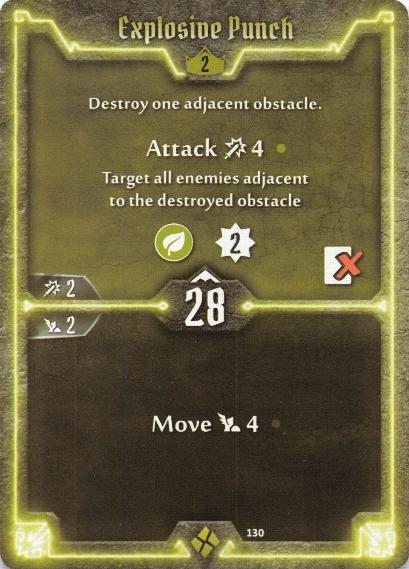 Explosive Punch
2
Destroy one adjacent obstacle.
Attack 4
Target all enemies adjacent
to the destroyed obstacle
2
2
28
2
Move 4
130